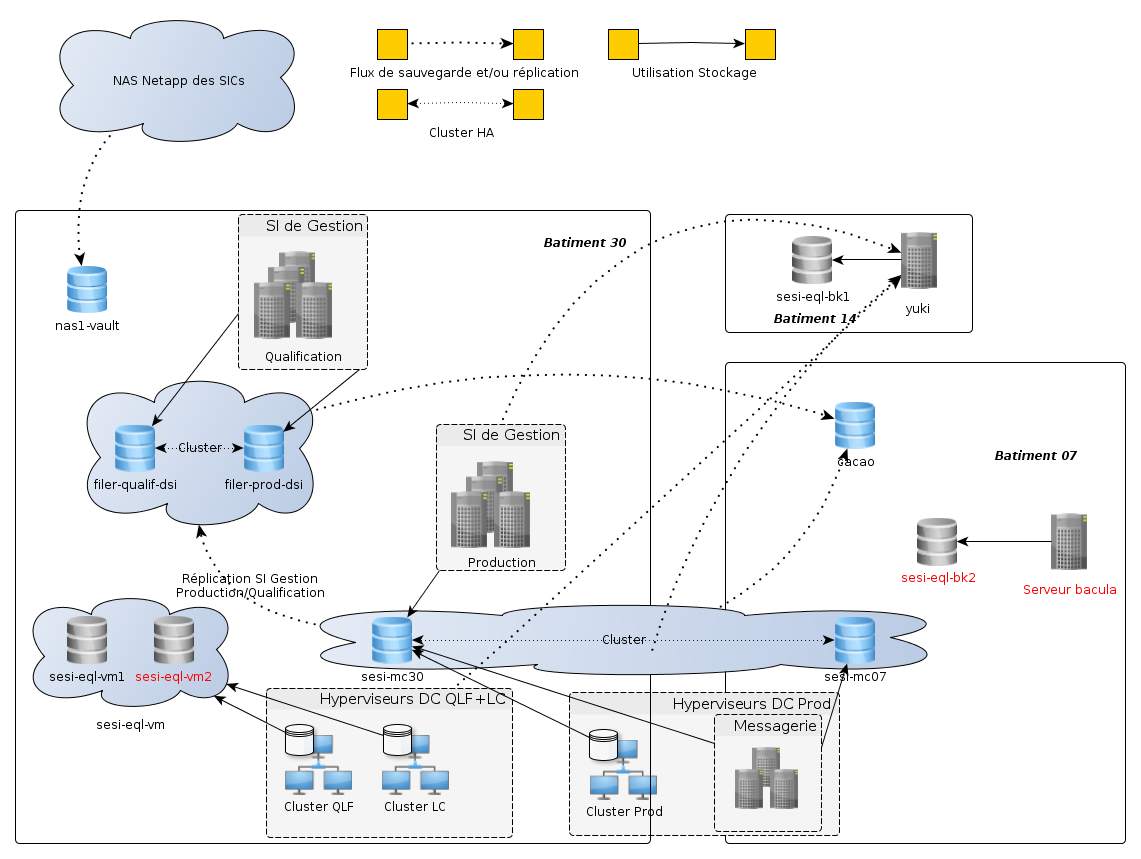 NAS Netapp des SICs
Flux de sauvegarde et/ou réplication
Utilisation Stockage
Cluster HA
SI de Gestion
Qualification
Batiment 30
nas1-vault
sesi-eql-bk1
yuki
Batiment 14
Cluster
filer-qualif-dsi
filer-prod-dsi
SI de Gestion
Production
cacao
Batiment 07
sesi-eql-bk2
Serveur bacula
Réplication SI Gestion
Production/Qualification
sesi-eql-vm1
sesi-eql-vm2
sesi-eql-vm
Cluster
sesi-mc30
sesi-mc07
Hyperviseurs DC QLF+LC
Cluster QLF
Cluster LC
Hyperviseurs DC Prod
Messagerie
Cluster Prod